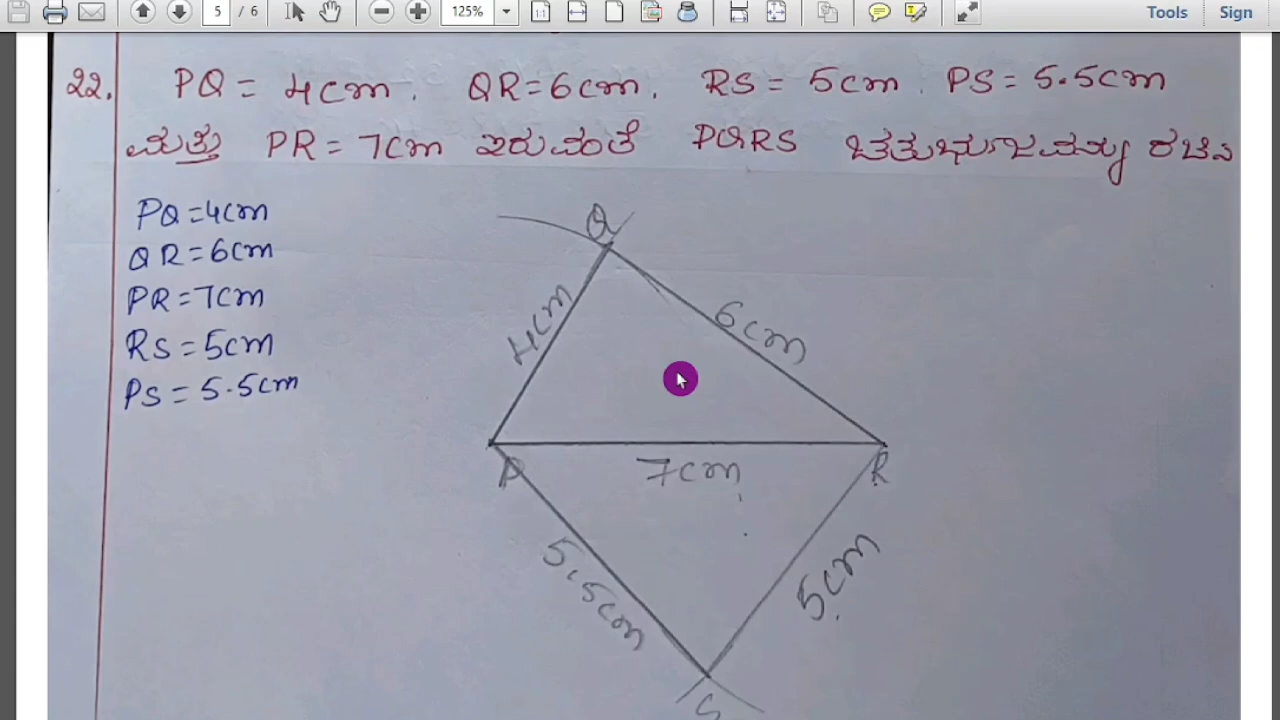 5 / 6 125% Tools Sign
22. PQ = 4cm. QR=6cm. RS = 5cm. PS = 5.5cm
ಮತ್ತು PR = 7cm ಇರುವಂತೆ PQRS ಚತುರ್ಭುಜವನ್ನು ರಚಿಸಿ
PQ=4cm
QR=6cm
PR=7cm
RS=5cm
PS=5.5cm
Q
4cm
6cm
P
7cm
R
5.5cm
5cm
S